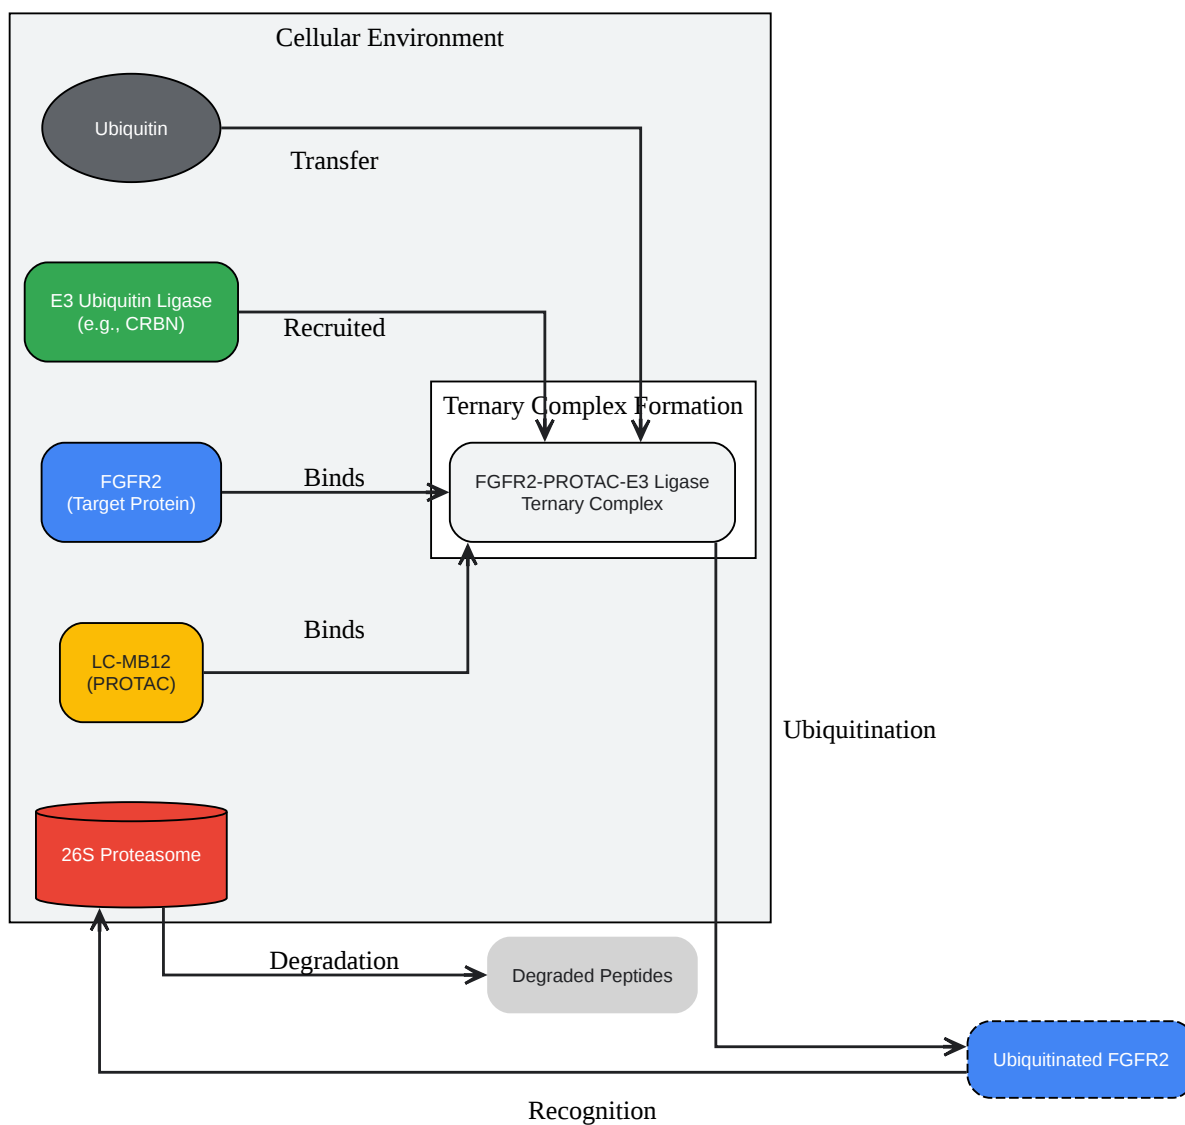 Cellular Environment
Ubiquitin
Transfer
E3 Ubiquitin Ligase
(e.g., CRBN)
Recruited
Ternary Complex Formation
FGFR2
(Target Protein)
Binds
FGFR2-PROTAC-E3 Ligase
Ternary Complex
LC-MB12
(PROTAC)
Binds
Ubiquitination
26S Proteasome
Degradation
Degraded Peptides
Ubiquitinated FGFR2
Recognition